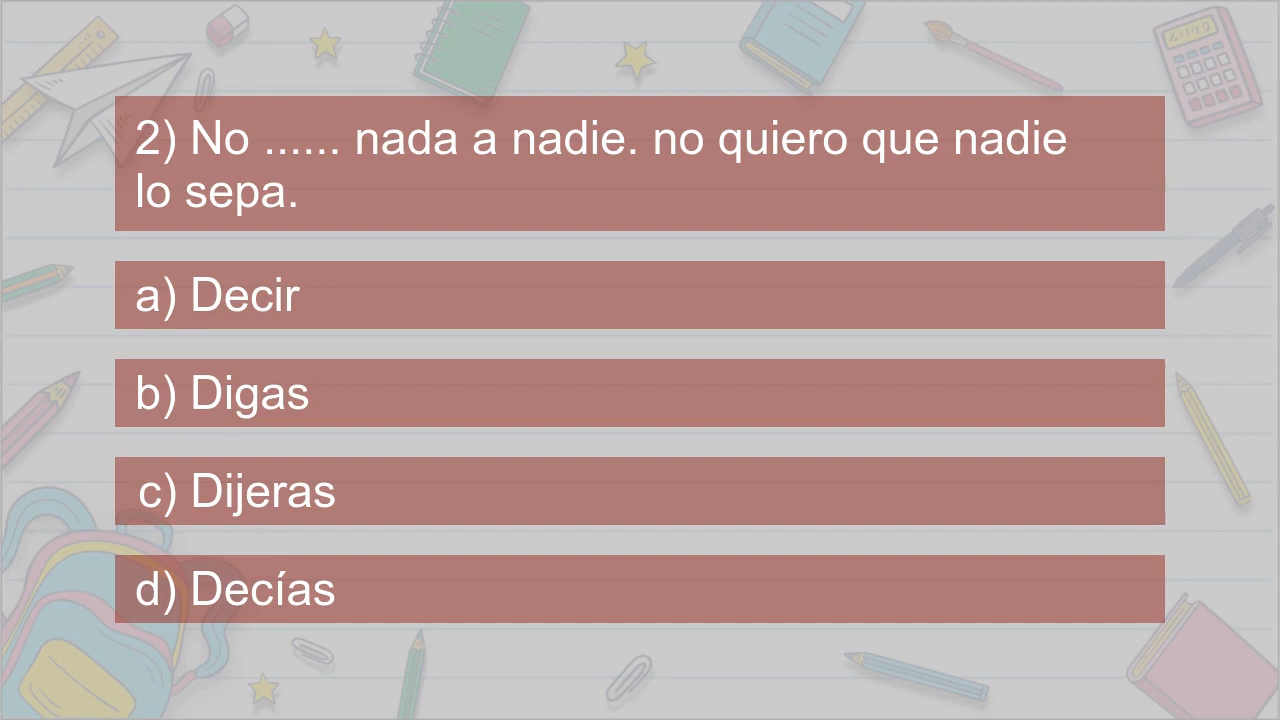 2) No ...... nada a nadie. no quiero que nadie
lo sepa.
a) Decir
b) Digas
c) Dijeras
d) Decías